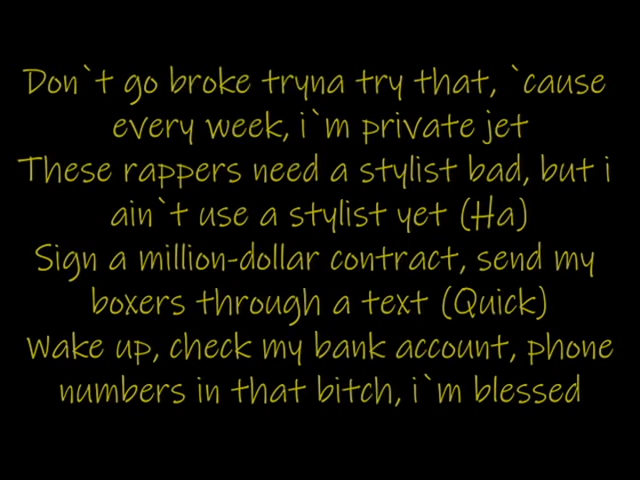 Don`t go broke tryna try that, `cause
every week, i`m private jet
These rappers need a stylist bad, but i
ain`t use a stylist yet (Ha)
Sign a million-dollar contract, send my
boxers through a text (Quick)
Wake up, check my bank account, phone
numbers in that bitch, i`m blessed